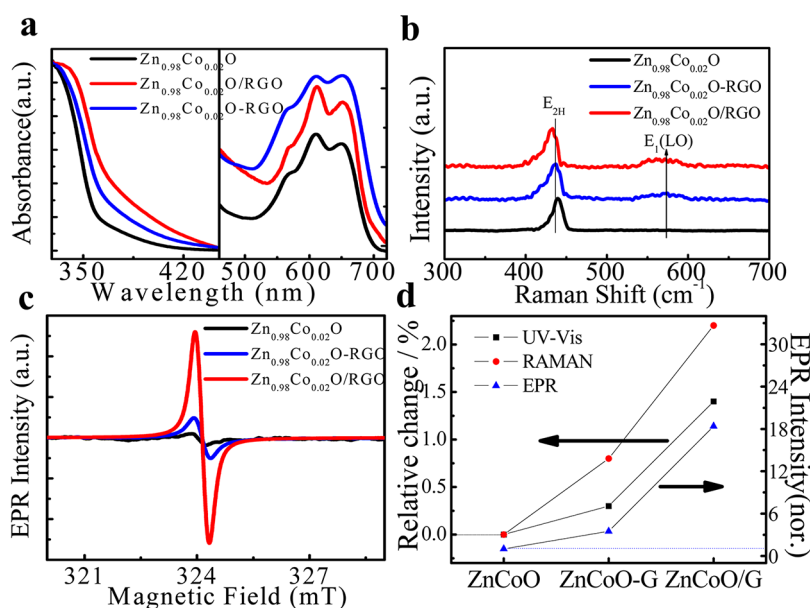 a
Zn0.98Co0.02O
Zn0.98Co0.02O/RGO
Zn0.98Co0.02O-RGO
Absorbance(a.u.)
350 420 500 600 700
Wavelength (nm)
b
Zn0.98Co0.02O
Zn0.98Co0.02O-RGO
Zn0.98Co0.02O/RGO
E2H
E1(LO)
Intensity (a.u.)
300 400 500 600 700
Raman Shift (cm-1)
c
Zn0.98Co0.02O
Zn0.98Co0.02O-RGO
Zn0.98Co0.02O/RGO
EPR Intensity (a.u.)
321 324 327
Magnetic Field (mT)
d
UV-Vis
RAMAN
EPR
Relative change / %
2.0
1.5
1.0
0.5
0.0
30
24
18
12
6
0
EPR Intensity(nor.)
ZnCoO ZnCoO-G ZnCoO/G